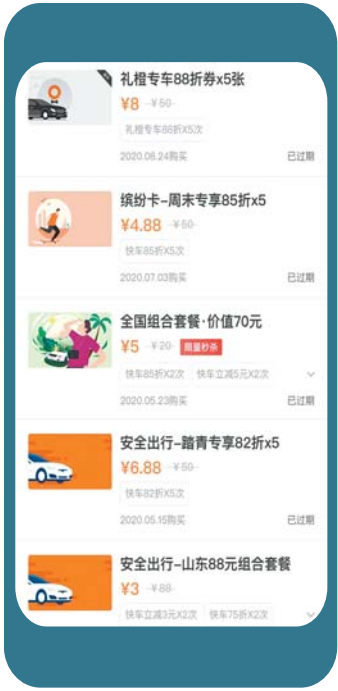 礼橙专车88折券x5张
¥8 ¥50
礼橙专车88折X5次
2020.08.24购买 已过期
缤纷卡-周末专享85折x5
¥4.88 ¥50
快车85折X5次
2020.07.03购买 已过期
全国组合套餐·价值70元
¥5 ¥20 限量秒杀
快车85折X2次 快车立减5元X2次
2020.05.23购买 已过期
安全出行-踏青专享82折x5
¥6.88 ¥50
快车82折X5次
2020.05.15购买 已过期
安全出行-山东88元组合套餐
¥3 ¥88
快车立减3元X2次 快车75折X2次